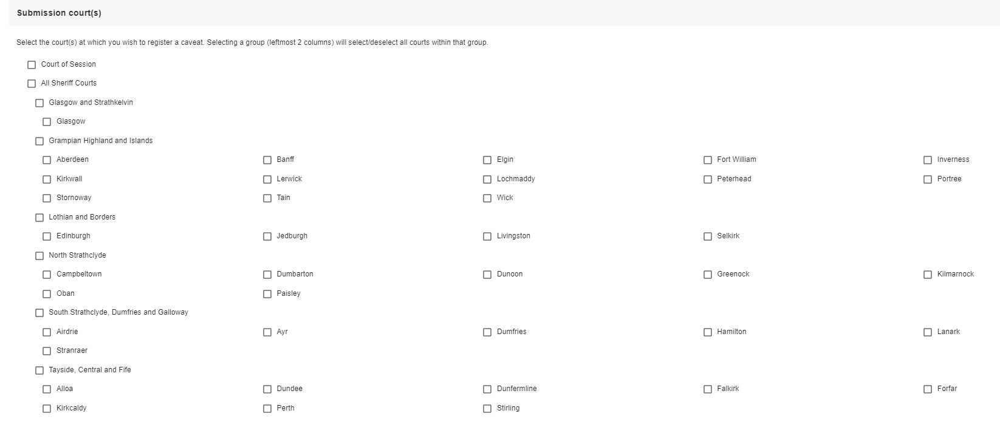 Submission court(s)
Select the court(s) at which you wish to register a caveat. Selecting a group (leftmost 2 columns) will select/deselect all courts within that group.
Court of Session
All Sheriff Courts
Glasgow and Strathkelvin
Glasgow
Grampian Highland and Islands
Aberdeen Banff Elgin Fort William Inverness
Kirkwall Lerwick Lochmaddy Peterhead Portree
Stornoway Tain Wick
Lothian and Borders
Edinburgh Jedburgh Livingston Selkirk
North Strathclyde
Campbeltown Dumbarton Dunoon Greenock Kilmarnock
Oban Paisley
South Strathclyde, Dumfries and Galloway
Airdrie Ayr Dumfries Hamilton Lanark
Stranraer
Tayside, Central and Fife
Alloa Dundee Dunfermline Falkirk Forfar
Kirkcaldy Perth Stirling